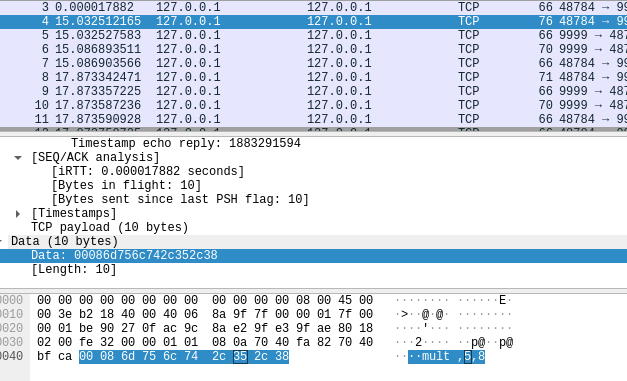 3 0.000017882 127.0.0.1 127.0.0.1 TCP 66 48784 → 99
4 15.032512165 127.0.0.1 127.0.0.1 TCP 76 48784 → 99
5 15.032527583 127.0.0.1 127.0.0.1 TCP 66 9999 → 487
6 15.086893511 127.0.0.1 127.0.0.1 TCP 70 9999 → 487
7 15.086903566 127.0.0.1 127.0.0.1 TCP 66 48784 → 99
8 17.873342471 127.0.0.1 127.0.0.1 TCP 71 48784 → 99
9 17.873357225 127.0.0.1 127.0.0.1 TCP 66 9999 → 487
10 17.873587236 127.0.0.1 127.0.0.1 TCP 70 9999 → 487
11 17.873590928 127.0.0.1 127.0.0.1 TCP 66 48784 → 99
Timestamp echo reply: 1883291594
[SEQ/ACK analysis]
[iRTT: 0.000017882 seconds]
[Bytes in flight: 10]
[Bytes sent since last PSH flag: 10]
[Timestamps]
TCP payload (10 bytes)
Data (10 bytes)
Data: 00086d756c742c352c38
[Length: 10]
0000 00 00 00 00 00 00 00 00 00 00 00 00 08 00 45 00 ········ ······E·
0010 00 3e b2 18 40 00 40 06 8a 9f 7f 00 00 01 7f 00 ·>··@·@· ········
0020 00 01 be 90 27 0f ac 9c 8a e2 9f e3 9f ae 80 18 ····'··· ········
0030 02 00 fe 32 00 00 01 01 08 0a 70 40 fa 82 70 40 ···2···· ··p@··p@
0040 bf ca 00 08 6d 75 6c 74 2c 35 2c 38 ····mult ,5,8